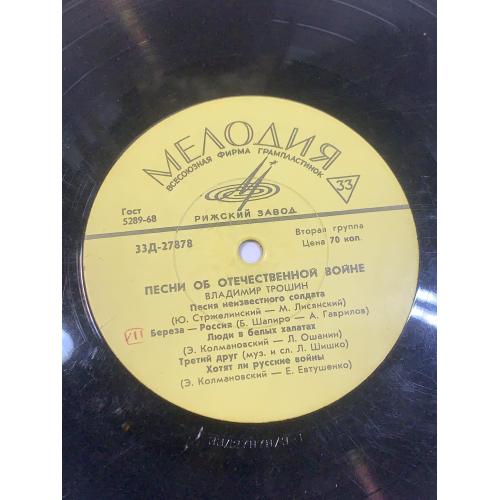 МЕЛОДИЯ
ВСЕСОЮЗНАЯ ФИРМА ГРАМПЛАСТИНОК
33
РИЖСКИЙ ЗАВОД
Гост
5289-68
Вторая группа
Цена 70 коп.
33Д-27878
ПЕСНИ ОБ ОТЕЧЕСТВЕННОЙ ВОЙНЕ
ВЛАДИМИР ТРОШИН
Песня неизвестного солдата
(Ю. Стржелинский — М. Лисянский)
VII Береза — Россия (Б. Шапиро — А. Гаврилов)
Люди в белых халатах
(Э. Колмановский — Л. Ошанин)
Третий друг (муз. и сл. Л. Шишко)
Хотят ли русские войны
(Э. Колмановский — Е. Евтушенко)